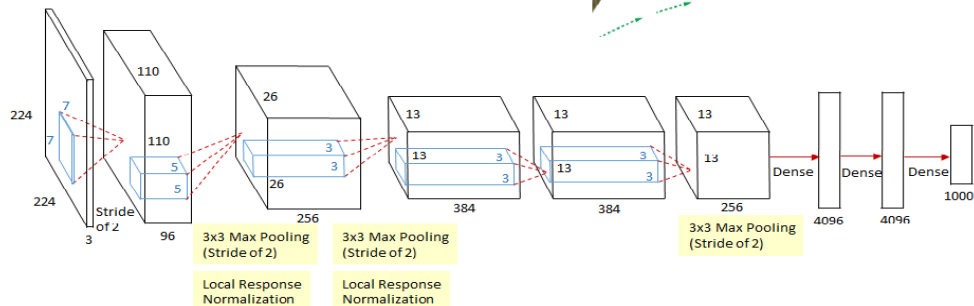 224
7
7
224
3
Stride
of 2
110
110
5
5
96
26
3
3
26
256
3x3 Max Pooling
(Stride of 2)
Local Response
Normalization
13
13
3
3
384
3x3 Max Pooling
(Stride of 2)
Local Response
Normalization
13
13
3
3
384
13
13
256
3x3 Max Pooling
(Stride of 2)
Dense
4096
Dense
4096
Dense
1000